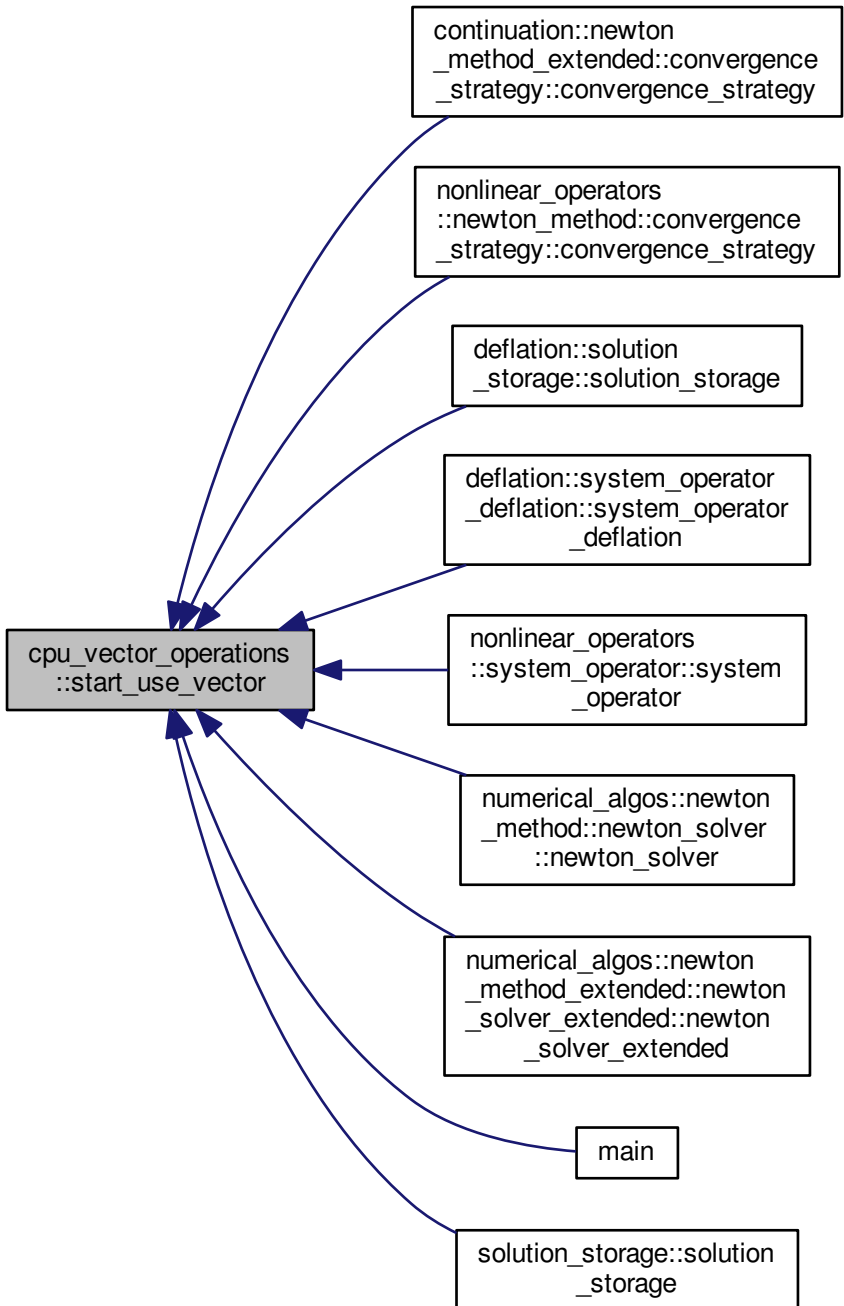 continuation::newton
_method_extended::convergence
_strategy::convergence_strategy
nonlinear_operators
::newton_method::convergence
_strategy::convergence_strategy
deflation::solution
_storage::solution_storage
deflation::system_operator
_deflation::system_operator
_deflation
cpu_vector_operations
::start_use_vector
nonlinear_operators
::system_operator::system
_operator
numerical_algos::newton
_method::newton_solver
::newton_solver
numerical_algos::newton
_method_extended::newton
_solver_extended::newton
_solver_extended
main
solution_storage::solution
_storage